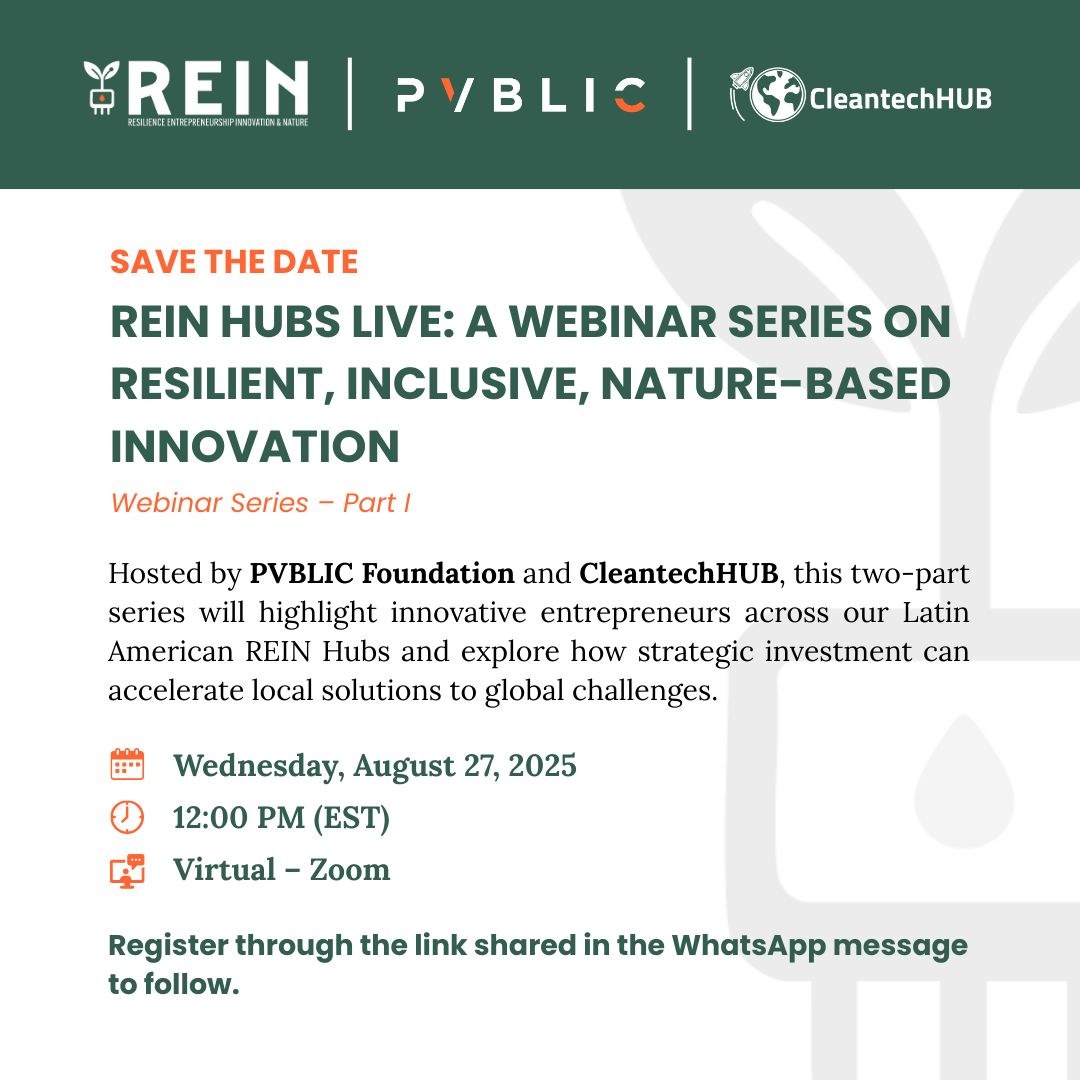 REIN
RESILIENCE ENTREPRENEURSHIP INNOVATION & NATURE
PVBLIC
CleantechHUB
SAVE THE DATE
REIN HUBS LIVE: A WEBINAR SERIES ON
RESILIENT, INCLUSIVE, NATURE-BASED
INNOVATION
Webinar Series – Part I
Hosted by PVBLIC Foundation and CleantechHUB, this two-part
series will highlight innovative entrepreneurs across our Latin
American REIN Hubs and explore how strategic investment can
accelerate local solutions to global challenges.
Wednesday, August 27, 2025
12:00 PM (EST)
Virtual – Zoom
Register through the link shared in the WhatsApp message
to follow.